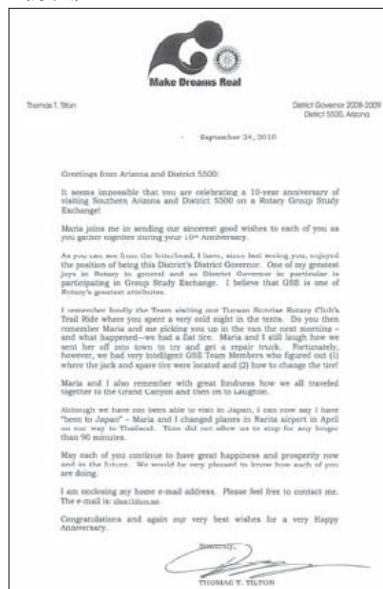 Make Dreams Real
Thomas T. Tilton
District Governor 2008-2009
District 5500, Arizona
September 24, 2010
Greetings from Arizona and District 5500:
It seems impossible that you are celebrating a 10-year anniversary of
visiting Southern Arizona and District 5500 on a Rotary Group Study
Exchange!
Maria joins me in sending our sincerest good wishes to each of you as
you gather together during your 10th Anniversary.
As you can see from the letterhead, I have, since last seeing you, enjoyed
the position of being this District's District Governor. One of my greatest
joys in Rotary in general and as District Governor in particular is
participating in Group Study Exchange. I believe that GSE is one of
Rotary's greatest attributes.
I remember fondly the Team visiting our Tucson Sunrise Rotary Club's
Trail Ride where you spent a very cold night in the tents. Do you then
remember Maria and me picking you up in the van the next morning –
and what happened—we had a flat tire. Maria and I still laugh how we
sent her off into town to try and get a repair truck. Fortunately,
however, we had very intelligent GSE Team Members who figured out (1)
where the jack and spare tire were located and (2) how to change the tire!
Maria and I also remember with great fondness how we all traveled
together to the Grand Canyon and then on to Laughlin.
Although we have not been able to visit in Japan, I can now say I have
"been to Japan" – Maria and I changed planes in Narita airport in April
on our way to Thailand. Time did not allow us to stop for any longer
than 90 minutes.
May each of you continue to have great happiness and prosperity now
and in the future. We would be very pleased to know how each of you
are doing.
I am enclosing my home e-mail address. Please feel free to contact me.
The e-mail is:
Congratulations and again our very best wishes for a very Happy
Anniversary.
Sincerely,
THOMAS T. TILTON